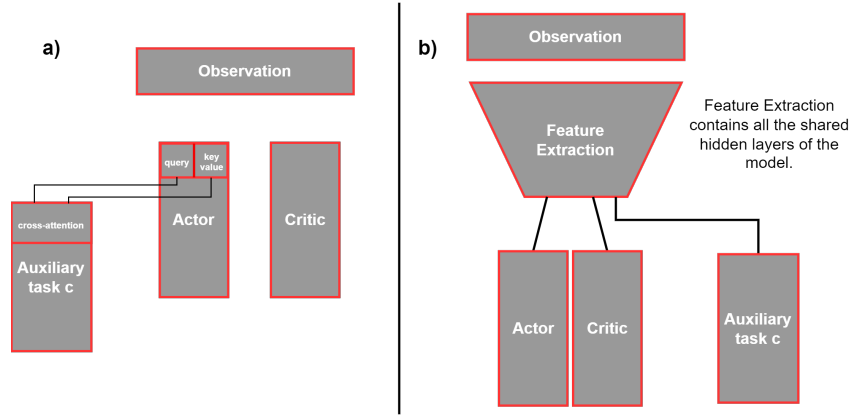 a)
Observation
query
key
value
cross-attention
Actor
Critic
Auxiliary
task c
b)
Observation
Feature
Extraction
Feature Extraction
contains all the shared
hidden layers of the
model.
Actor
Critic
Auxiliary
task c